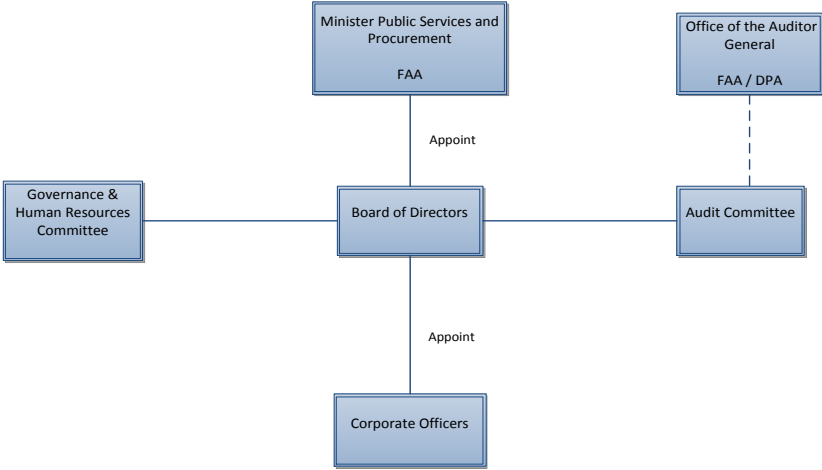 Minister Public Services and
Procurement
FAA
Office of the Auditor
General
FAA / DPA
Appoint
Governance &
Human Resources
Committee
Board of Directors
Audit Committee
Appoint
Corporate Officers